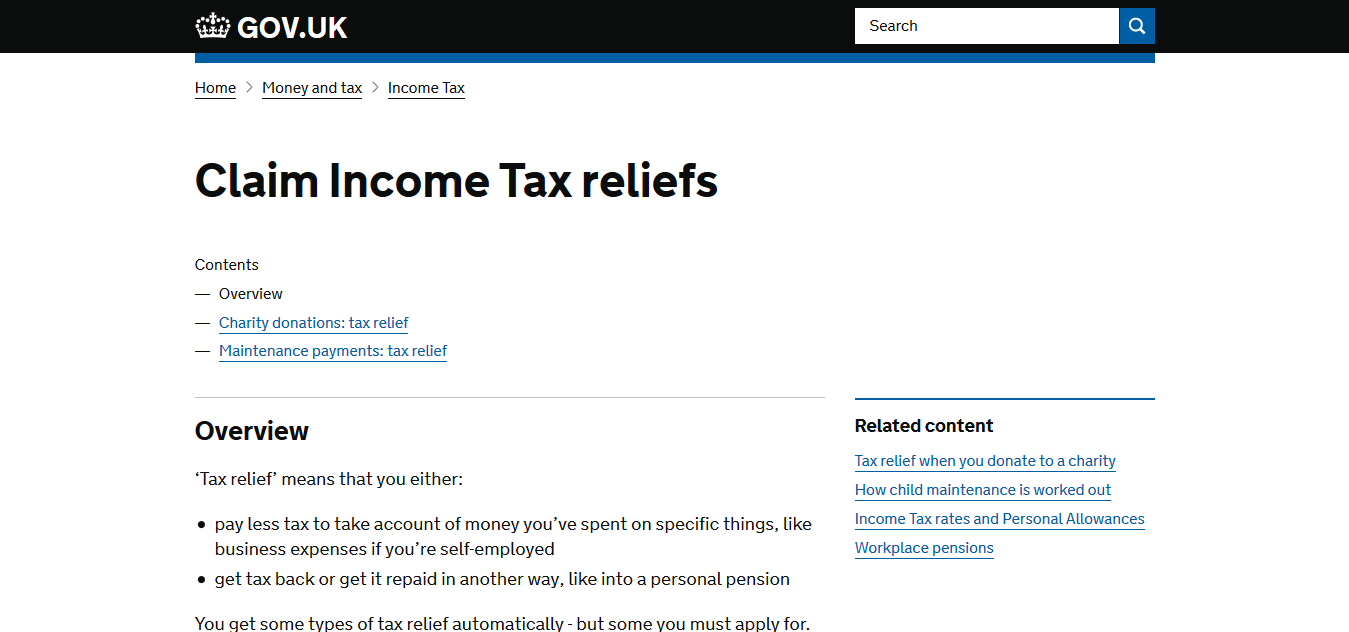 GOV.UK
Search
Home > Money and tax > Income Tax
Claim Income Tax reliefs
Contents
— Overview
— Charity donations: tax relief
— Maintenance payments: tax relief
Overview
‘Tax relief’ means that you either:
• pay less tax to take account of money you’ve spent on specific things, like
business expenses if you’re self-employed
• get tax back or get it repaid in another way, like into a personal pension
You get some types of tax relief automatically - but some you must apply for.
Related content
Tax relief when you donate to a charity
How child maintenance is worked out
Income Tax rates and Personal Allowances
Workplace pensions